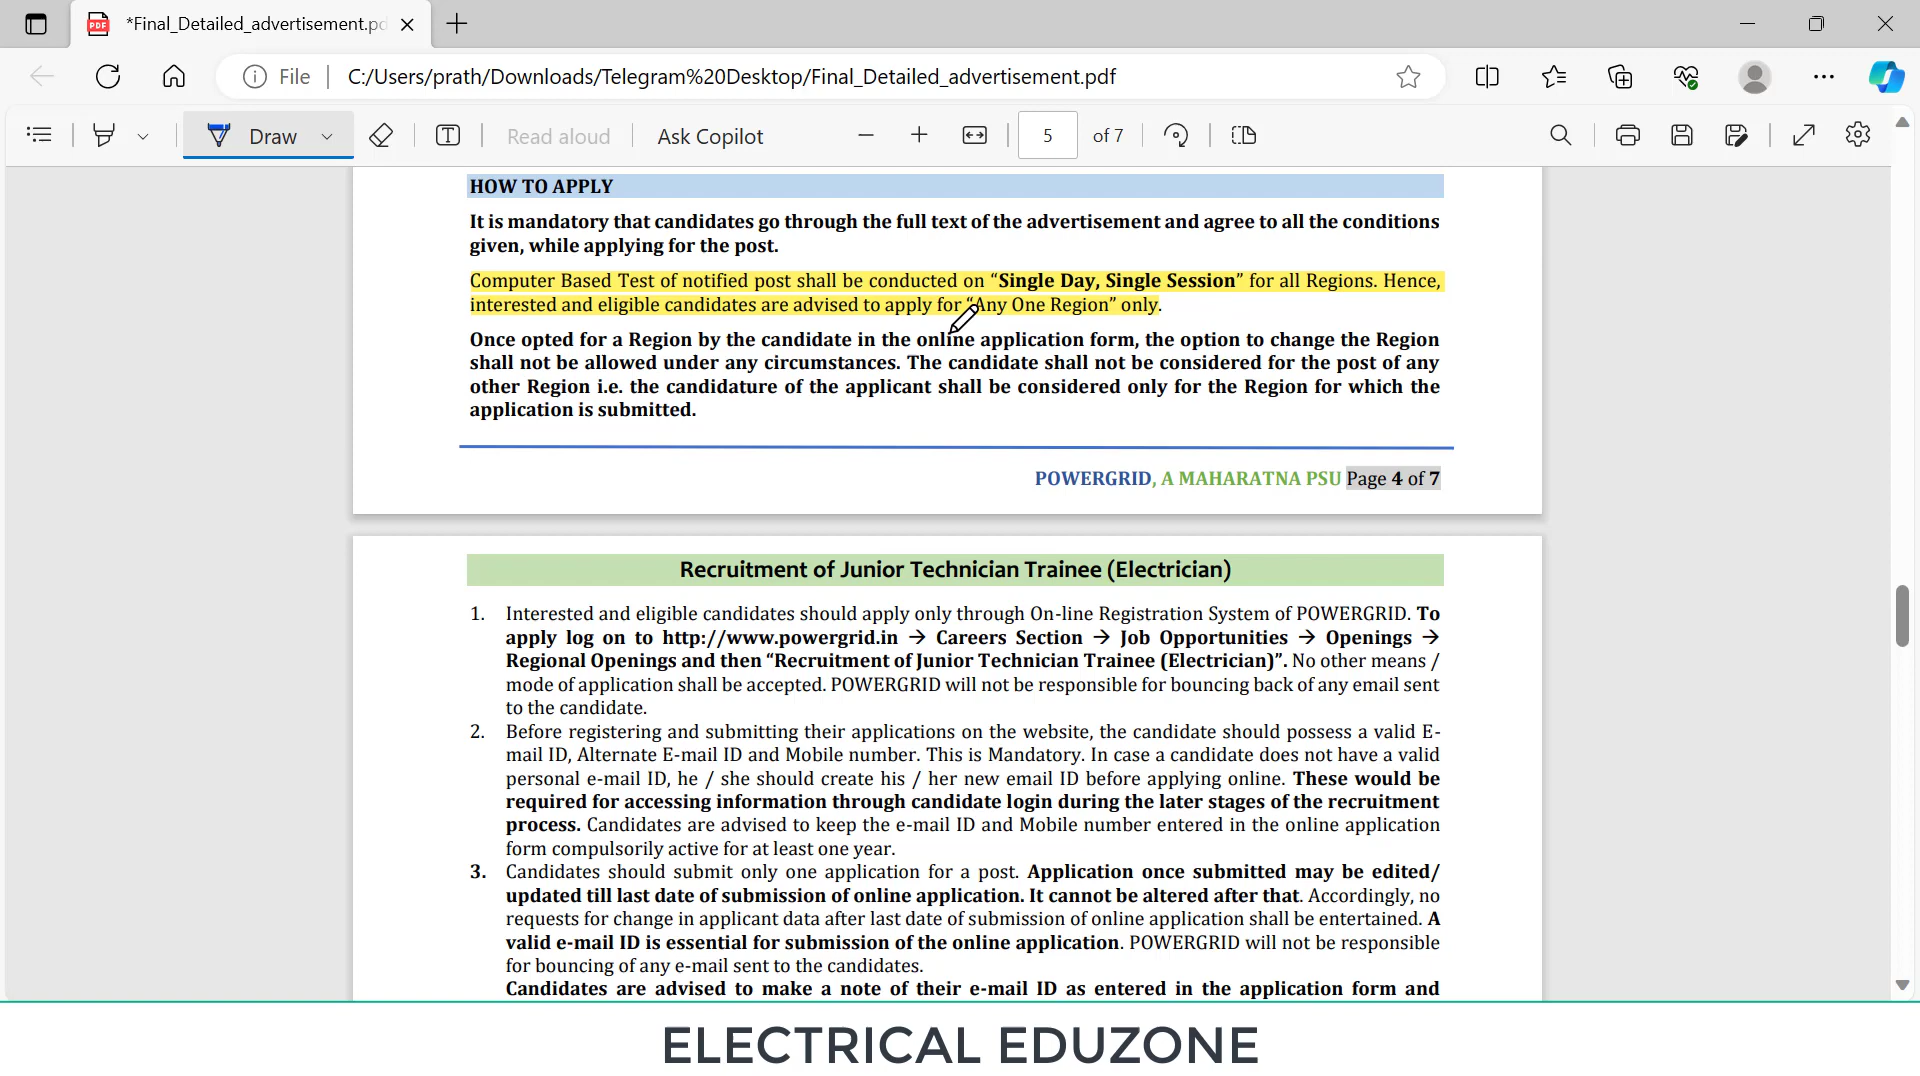 *Final_Detailed_advertisement.pd
File
C:/Users/prath/Downloads/Telegram%20Desktop/Final_Detailed_advertisement.pdf
Draw
Read aloud
Ask Copilot
5
of 7
HOW TO APPLY
It is mandatory that candidates go through the full text of the advertisement and agree to all the conditions
given, while applying for the post.
Computer Based Test of notified post shall be conducted on “Single Day, Single Session” for all Regions. Hence,
interested and eligible candidates are advised to apply for “Any One Region” only.
Once opted for a Region by the candidate in the online application form, the option to change the Region
shall not be allowed under any circumstances. The candidate shall not be considered for the post of any
other Region i.e. the candidature of the applicant shall be considered only for the Region for which the
application is submitted.
POWERGRID, A MAHARATNA PSU Page 4 of 7
Recruitment of Junior Technician Trainee (Electrician)
1. Interested and eligible candidates should apply only through On-line Registration System of POWERGRID. To
apply log on to http://www.powergrid.in → Careers Section → Job Opportunities → Openings →
Regional Openings and then “Recruitment of Junior Technician Trainee (Electrician)”. No other means /
mode of application shall be accepted. POWERGRID will not be responsible for bouncing back of any email sent
to the candidate.
2. Before registering and submitting their applications on the website, the candidate should possess a valid E-
mail ID, Alternate E-mail ID and Mobile number. This is Mandatory. In case a candidate does not have a valid
personal e-mail ID, he / she should create his / her new email ID before applying online. These would be
required for accessing information through candidate login during the later stages of the recruitment
process. Candidates are advised to keep the e-mail ID and Mobile number entered in the online application
form compulsorily active for at least one year.
3. Candidates should submit only one application for a post. Application once submitted may be edited/
updated till last date of submission of online application. It cannot be altered after that. Accordingly, no
requests for change in applicant data after last date of submission of online application shall be entertained. A
valid e-mail ID is essential for submission of the online application. POWERGRID will not be responsible
for bouncing of any e-mail sent to the candidates.
Candidates are advised to make a note of their e-mail ID as entered in the application form and
ELECTRICAL EDUZONE